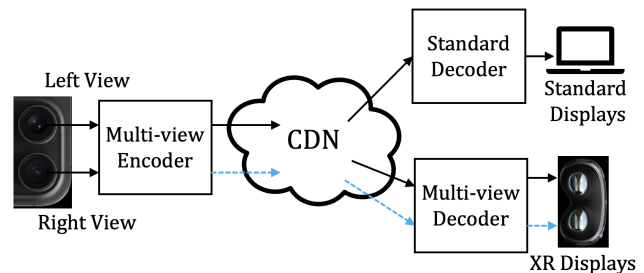 Left View
Right View
Multi-view
Encoder
CDN
Standard
Decoder
Standard
Displays
Multi-view
Decoder
XR Displays